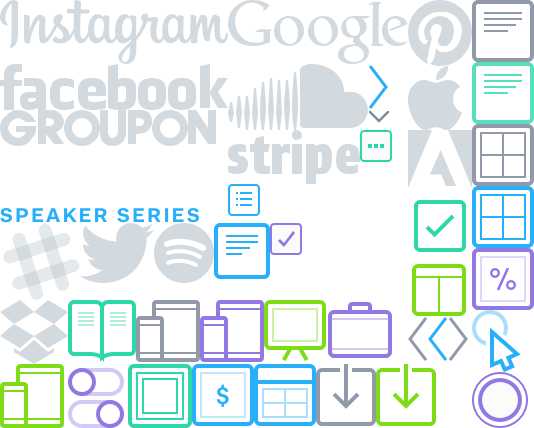 Instagram
Google
facebook
GROUPON
stripe
SPEAKER SERIES
%
$